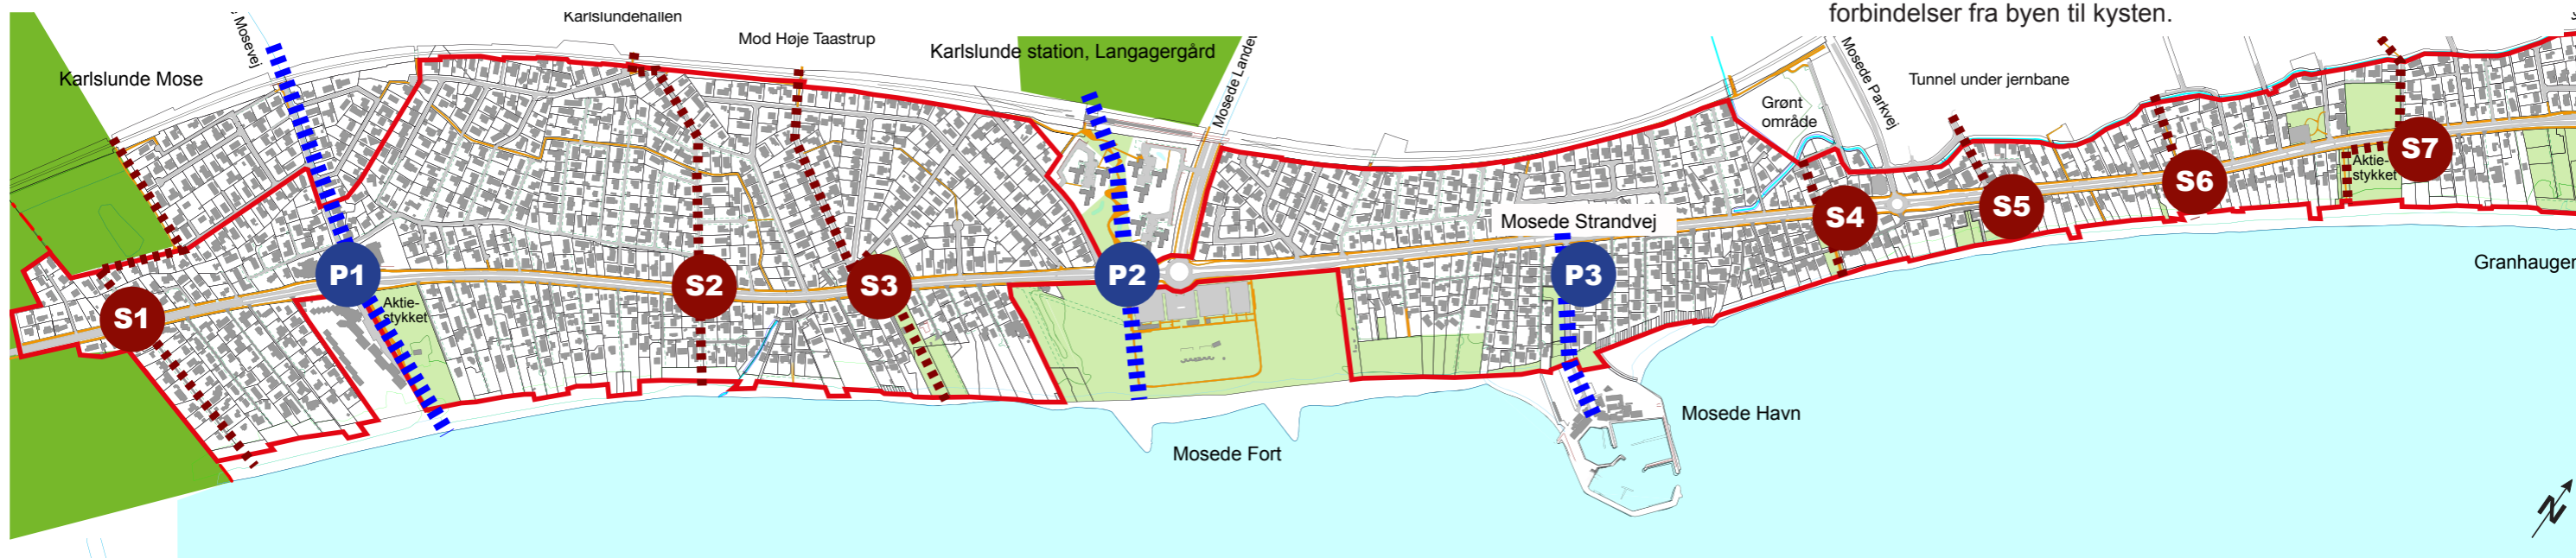 forbindelser fra byen til kysten.
Karlslundehallen
Mod Høje Taastrup
Karlslunde station, Langagergård
Mosede Landev
Mosevej
Karlslunde Mose
Mosede Parkvej
Grønt
område
Tunnel under jernbane
S7
Aktie-
stykket
S6
S5
S4
Mosede Strandvej
P3
P2
S3
S2
P1
S1
Aktie-
stykket
Granhauger
Mosede Havn
Mosede Fort
N